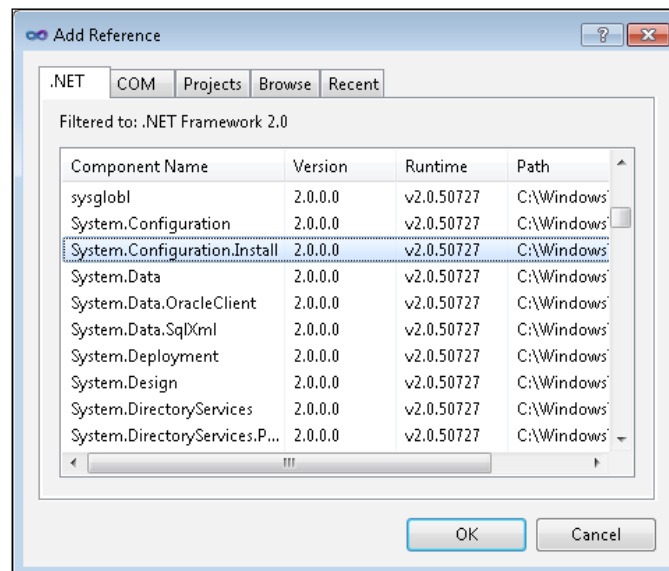 Add Reference
.NET COM Projects Browse Recent
Filtered to: .NET Framework 2.0
Component Name Version Runtime Path
sysglobl 2.0.0.0 v2.0.50727 C:\Windows
System.Configuration 2.0.0.0 v2.0.50727 C:\Windows
System.Configuration.Install 2.0.0.0 v2.0.50727 C:\Windows
System.Data 2.0.0.0 v2.0.50727 C:\Windows
System.Data.OracleClient 2.0.0.0 v2.0.50727 C:\Windows
System.Data.SqlXml 2.0.0.0 v2.0.50727 C:\Windows
System.Deployment 2.0.0.0 v2.0.50727 C:\Windows
System.Design 2.0.0.0 v2.0.50727 C:\Windows
System.DirectoryServices 2.0.0.0 v2.0.50727 C:\Windows
System.DirectoryServices.P... 2.0.0.0 v2.0.50727 C:\Windows
OK Cancel